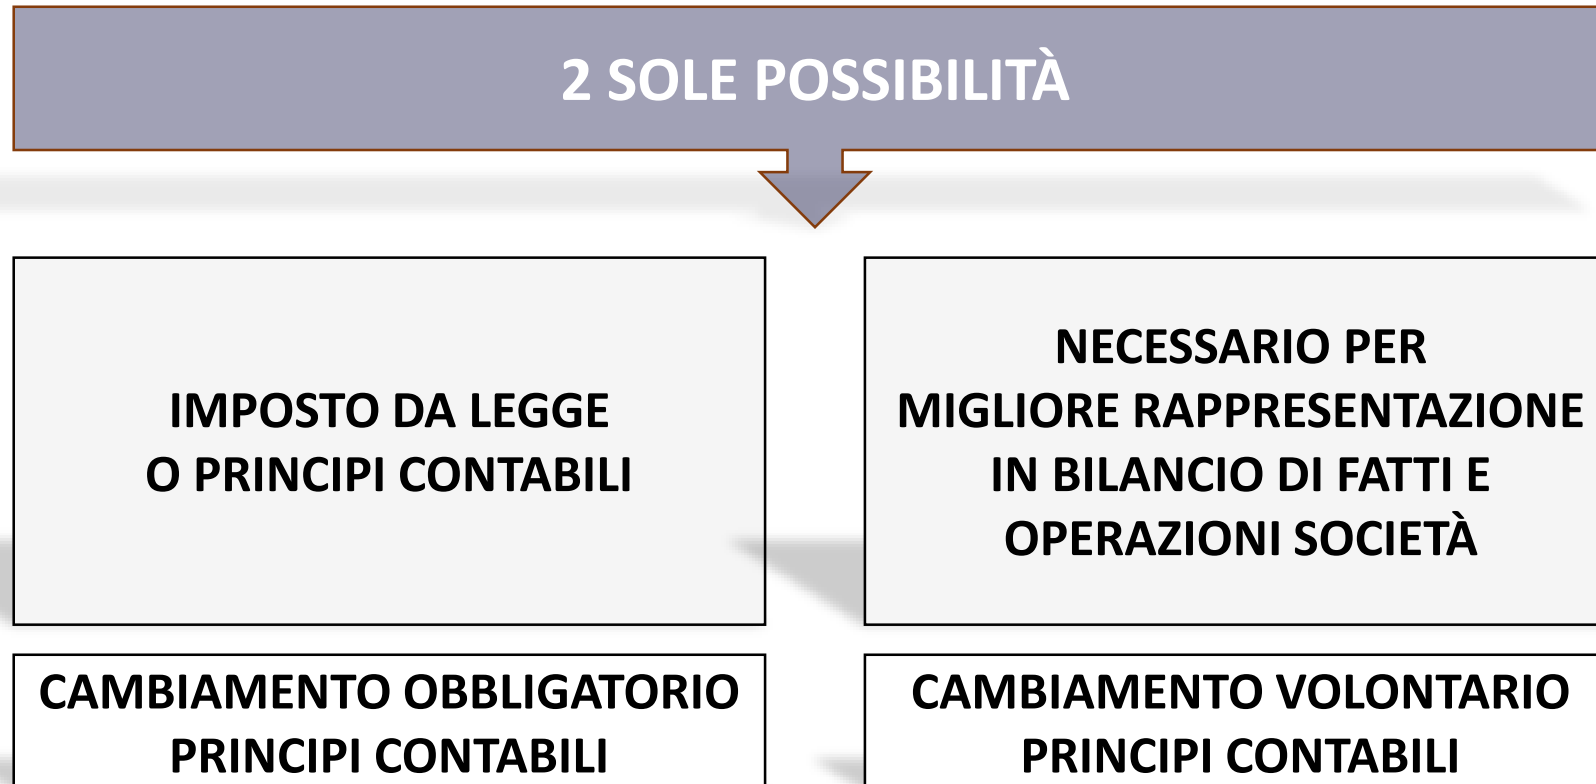 2 SOLE POSSIBILITÀ
IMPOSTO DA LEGGE
O PRINCIPI CONTABILI
NECESSARIO PER
MIGLIORE RAPPRESENTAZIONE
IN BILANCIO DI FATTI E
OPERAZIONI SOCIETÀ
CAMBIAMENTO OBBLIGATORIO
PRINCIPI CONTABILI
CAMBIAMENTO VOLONTARIO
PRINCIPI CONTABILI